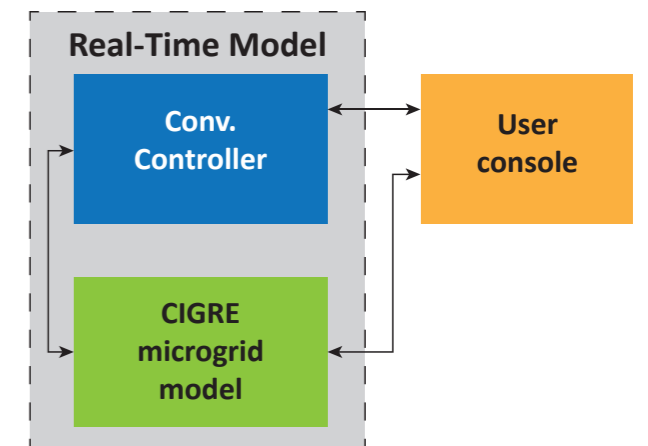 Real-Time Model
Conv.
Controller
User
console
CIGRE
microgrid
model